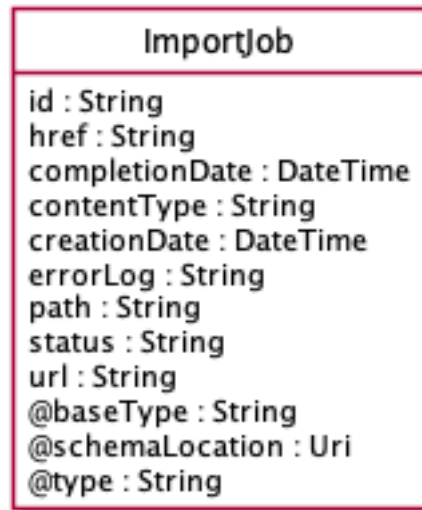 ImportJob
id : String
href : String
completionDate : DateTime
contentType : String
creationDate : DateTime
errorLog : String
path : String
status : String
url : String
@baseType : String
@schemaLocation : Uri
@type : String